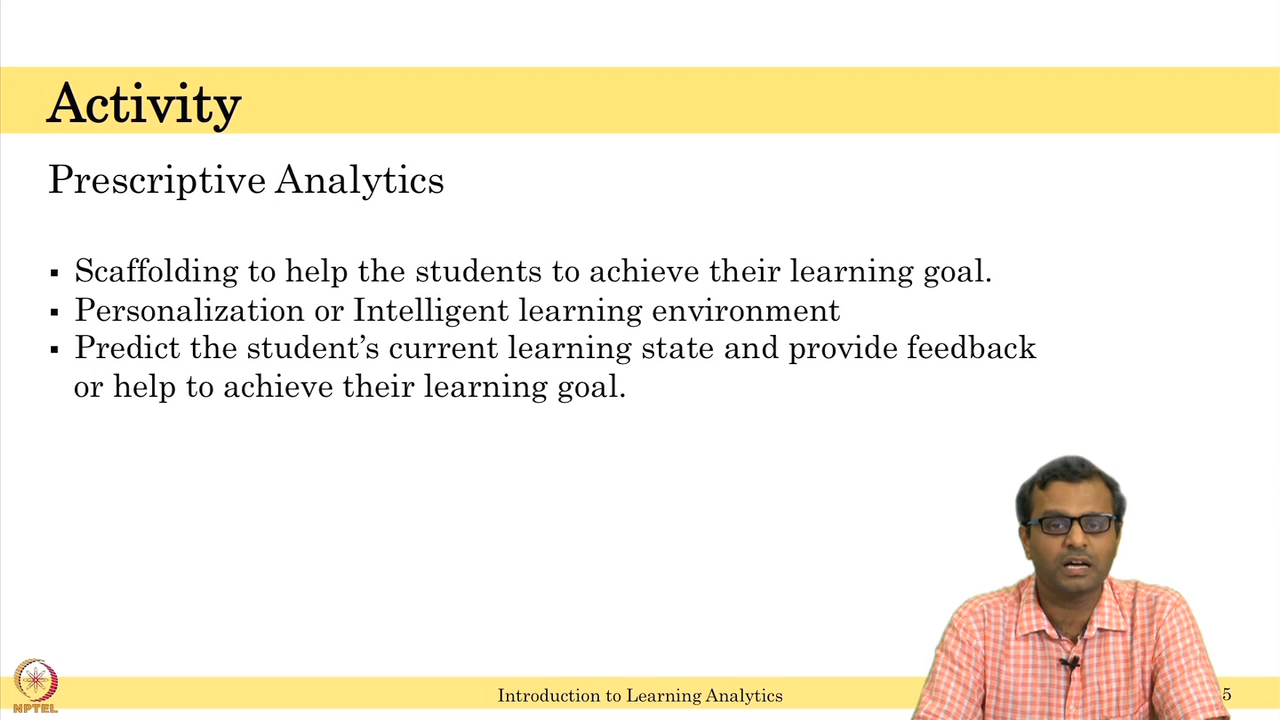 Activity
Prescriptive Analytics
▪ Scaffolding to help the students to achieve their learning goal.
▪ Personalization or Intelligent learning environment
▪ Predict the student’s current learning state and provide feedback
or help to achieve their learning goal.
NPTEL
Introduction to Learning Analytics
5